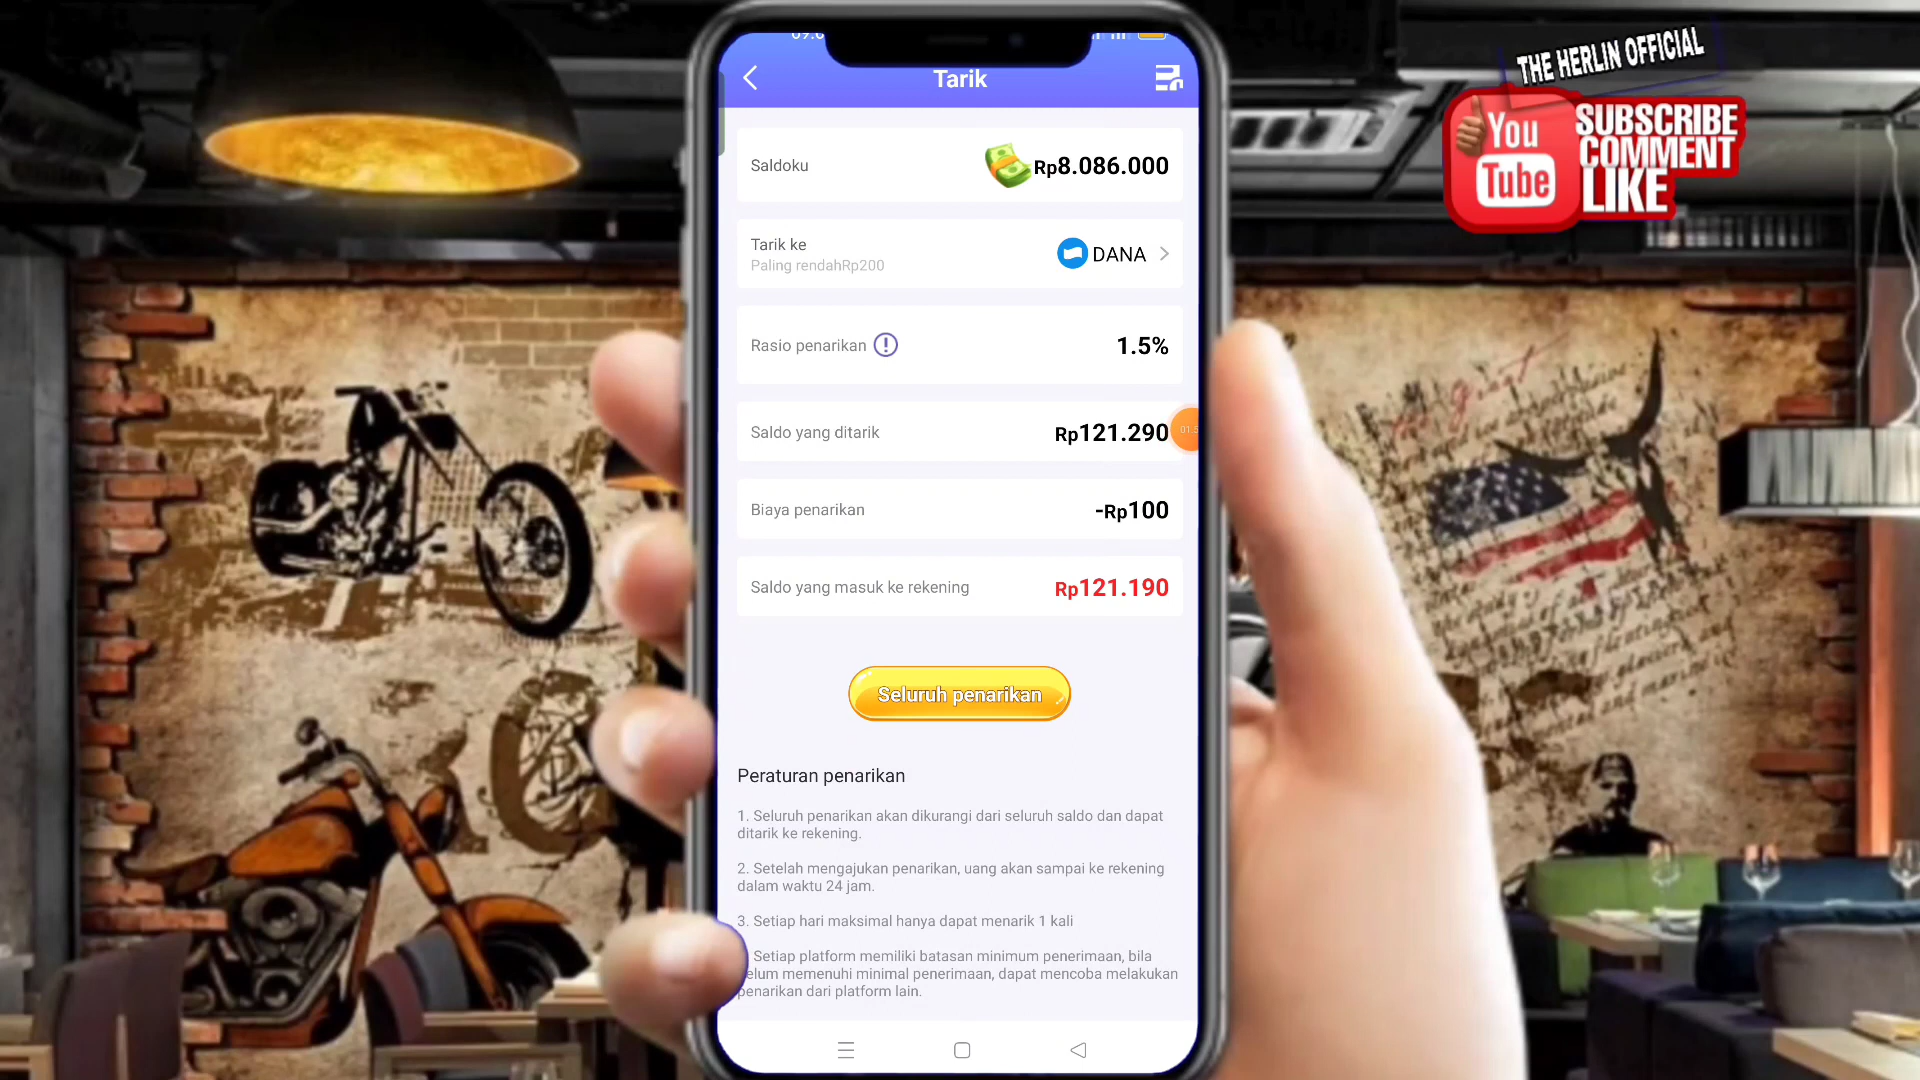 THE HERLIN OFFICIAL
You
Tube
SUBSCRIBE
COMMENT
LIKE
Tarik
Saldoku
Rp8.086.000
Tarik ke
Paling rendahRp200
DANA
Rasio penarikan
1.5%
Saldo yang ditarik
Rp121.290
Biaya penarikan
-Rp100
Saldo yang masuk ke rekening
Rp121.190
Seluruh penarikan
Peraturan penarikan
1. Seluruh penarikan akan dikurangi dari seluruh saldo dan dapat
ditarik ke rekening.
2. Setelah mengajukan penarikan, uang akan sampai ke rekening
dalam waktu 24 jam.
3. Setiap hari maksimal hanya dapat menarik 1 kali
Setiap platform memiliki batasan minimum penerimaan, bila
memenuhi minimal penerimaan, dapat mencoba melakukan
penarikan dari platform lain.